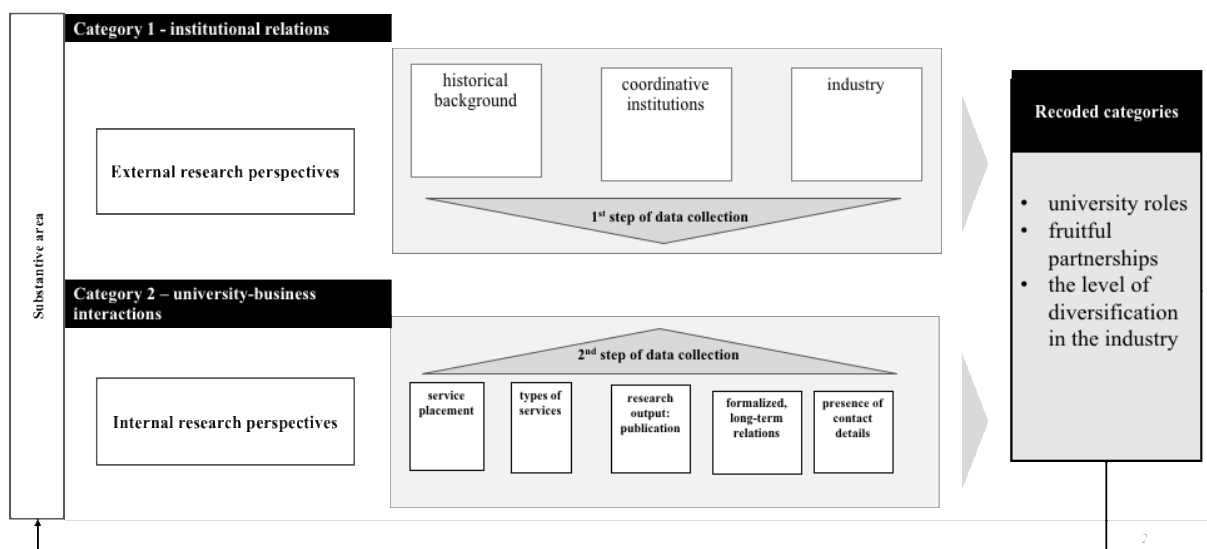 Substantive area
Category 1 - institutional relations
External research perspectives
historical
background
coordinative
institutions
industry
1st step of data collection
Category 2 – university-business
interactions
Internal research perspectives
2nd step of data collection
service
placement
types of
services
research
output:
publication
formalized,
long-term
relations
presence of
contact
details
Recoded categories
• university roles
• fruitful
partnerships
• the level of
diversification
in the industry
2